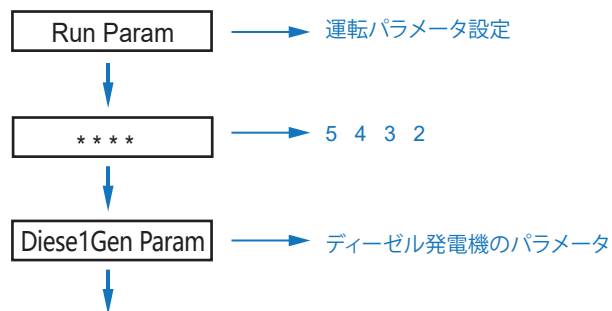 Run Param
運転パラメータ設定
****
5 4 3 2
Diese1Gen Param
ディーゼル発電機のパラメータ